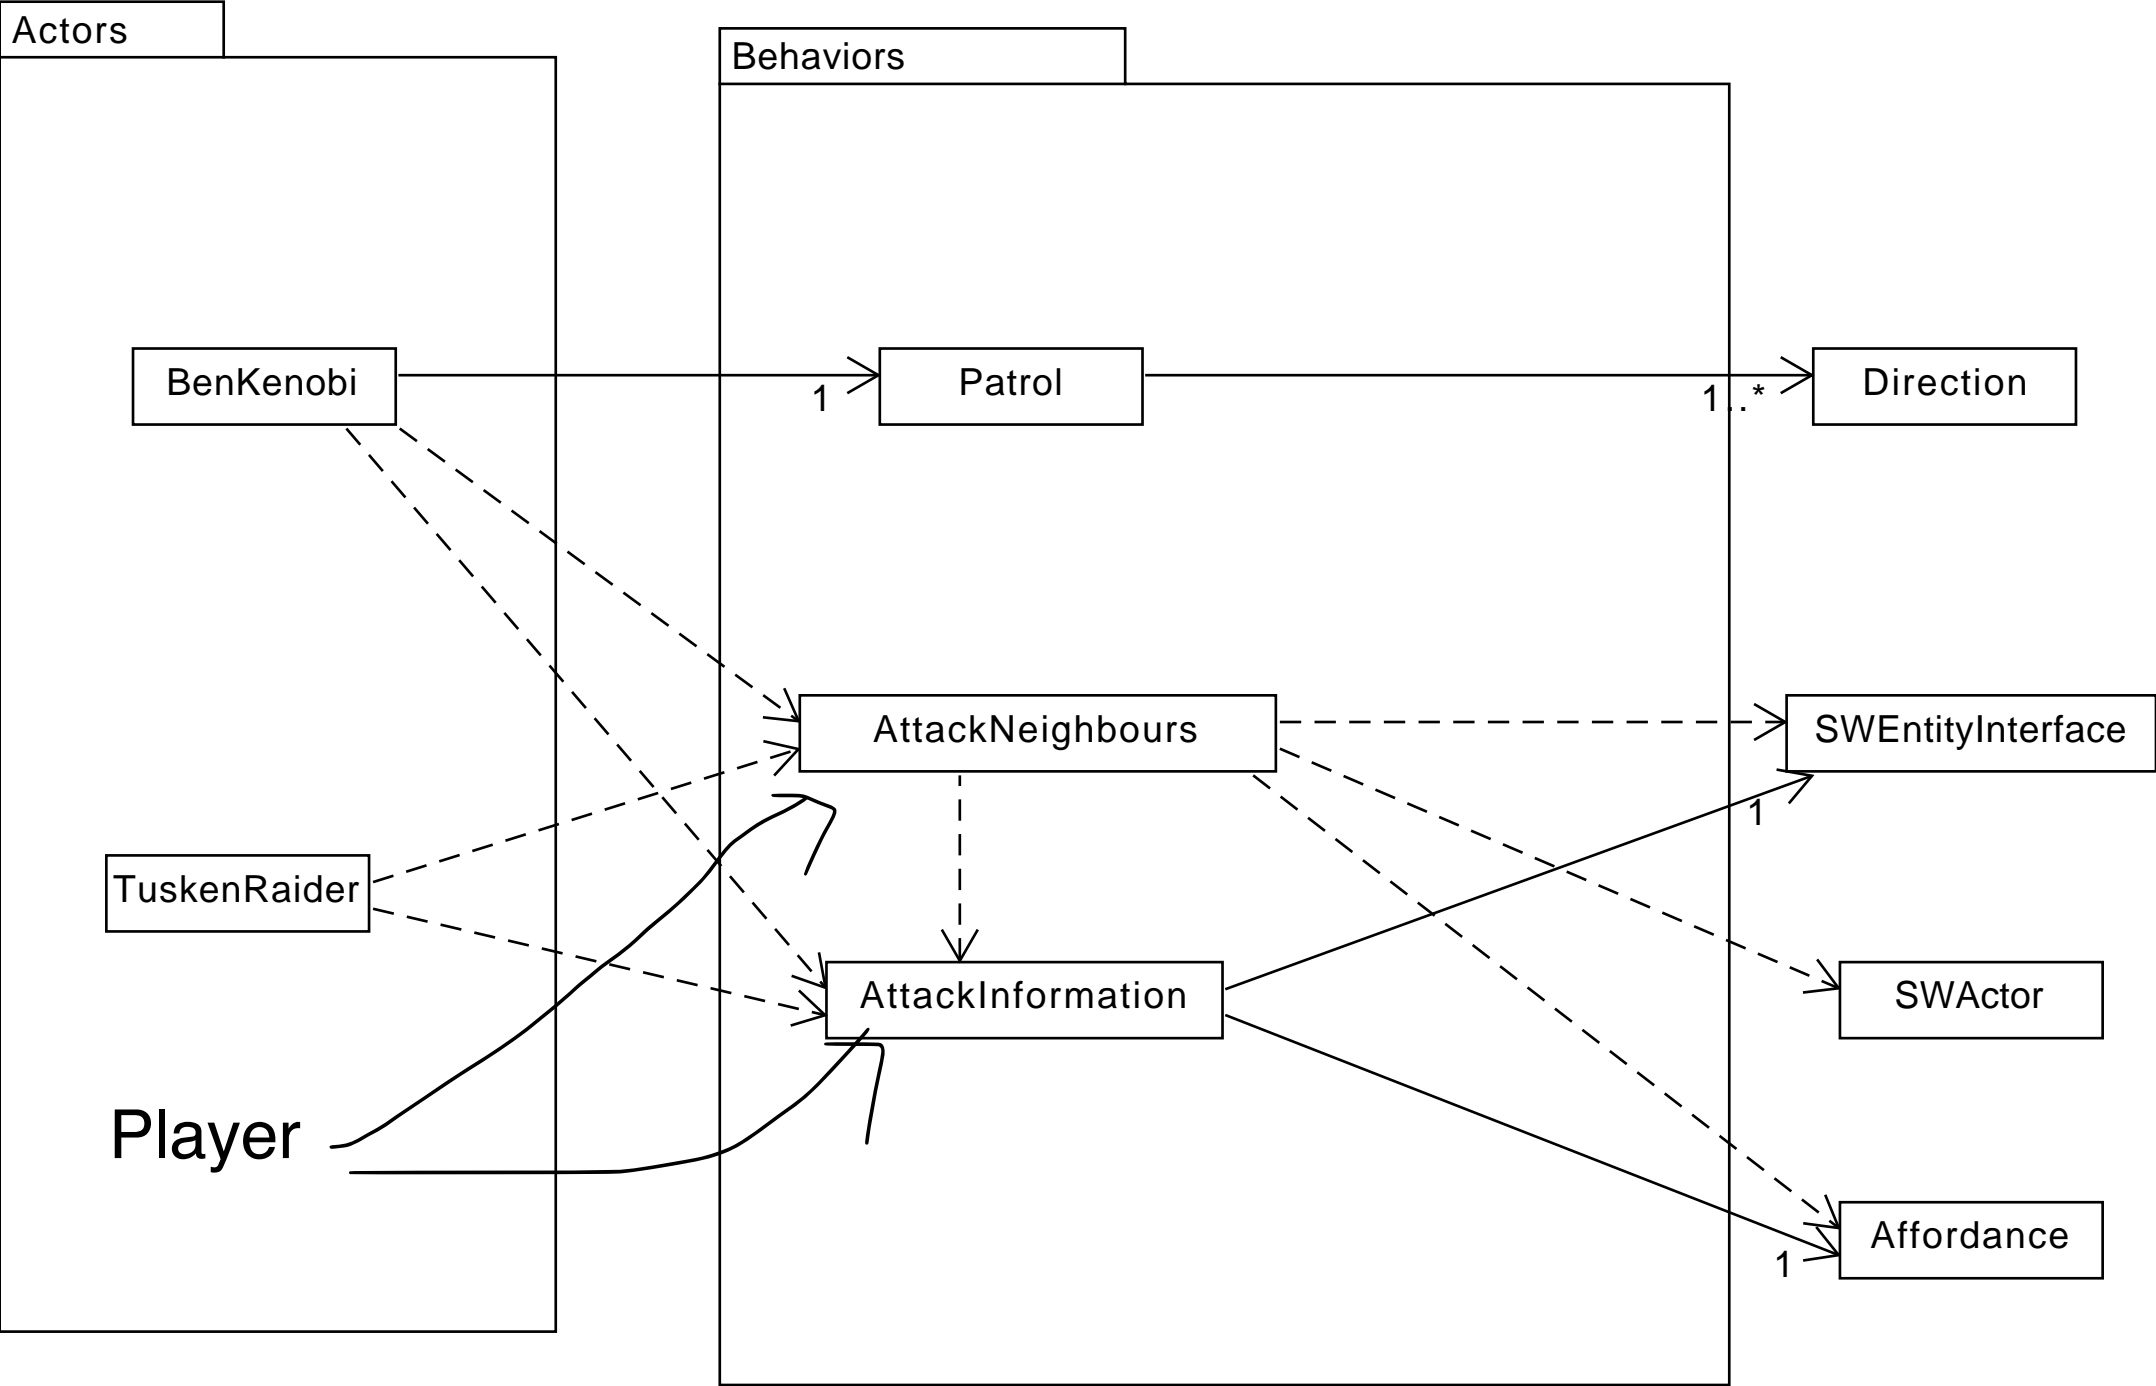 Actors
Behaviors
BenKenobi
1
Patrol
1..*
Direction
AttackNeighbours
SWEntityInterface
1
TuskenRaider
AttackInformation
SWActor
Player
Affordance
1